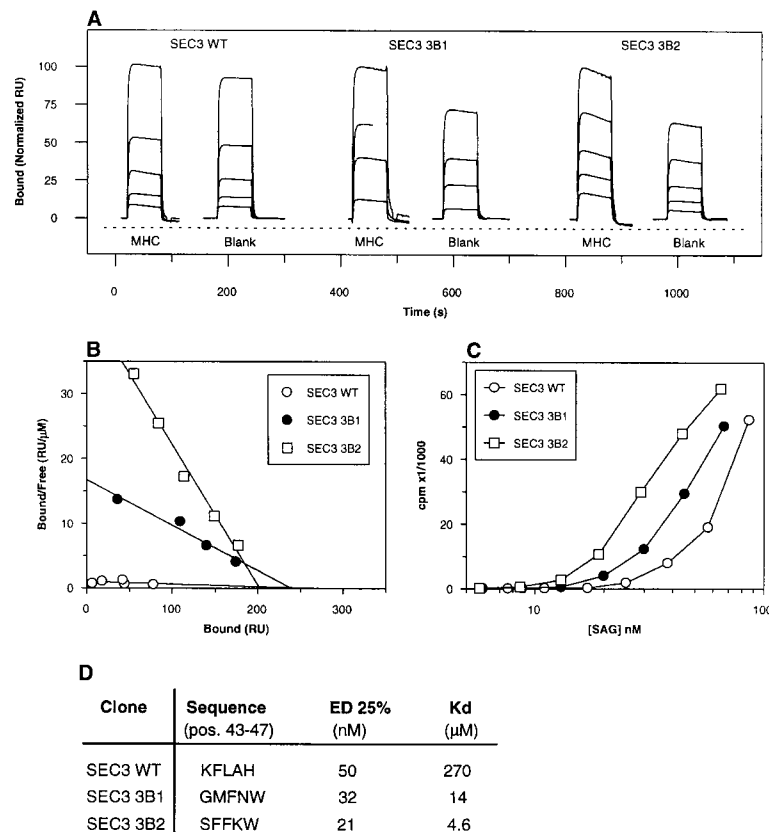 A
SEC3 WT SEC3 3B1 SEC3 3B2
Bound (Normalized RU)
100
75
50
25
0
MHC Blank MHC Blank MHC Blank
0 200 400 600 800 1000
Time (s)
B
Bound/Free (RU/μM)
30
20
10
0
SEC3 WT
SEC3 3B1
SEC3 3B2
0 100 200 300
Bound (RU)
C
cpm x1/1000
60
40
20
0
SEC3 WT
SEC3 3B1
SEC3 3B2
10 100
[SAG] nM
D
Clone Sequence ED 25% Kd
(pos. 43-47) (nM) (μM)
SEC3 WT KFLAH 50 270
SEC3 3B1 GMFNW 32 14
SEC3 3B2 SFFKW 21 4.6